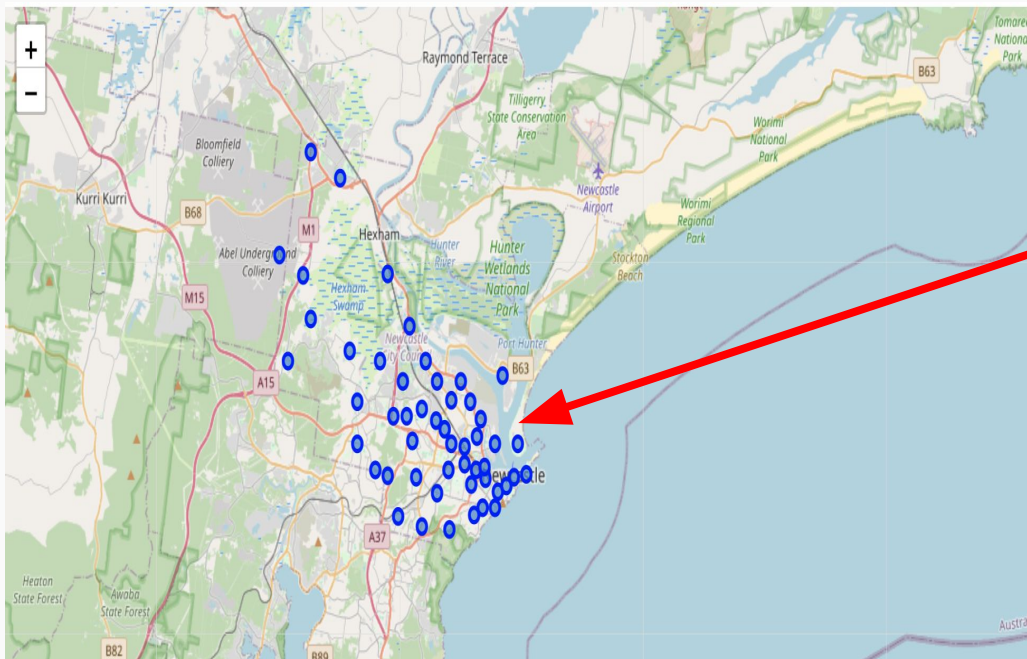 +
−
Raymond Terrace
Tilligerry
State Conservation
Area
B63
Tomaree
National
Park
Worimi
National
Park
Bloomfield
Colliery
Kurri Kurri
B68
M1
Newcastle
Airport
Worimi
Regional
Park
Hexham
Hunter
River
Hunter
Wetlands
National
Park
Stockton
Beach
Abel Underground
Colliery
M15
Hexham
Swamp
Newcastle
City Council
Port Hunter
B63
A15
Newcastle
A37
Heaton
State Forest
Awaba
State Forest
B82
B89
Austra